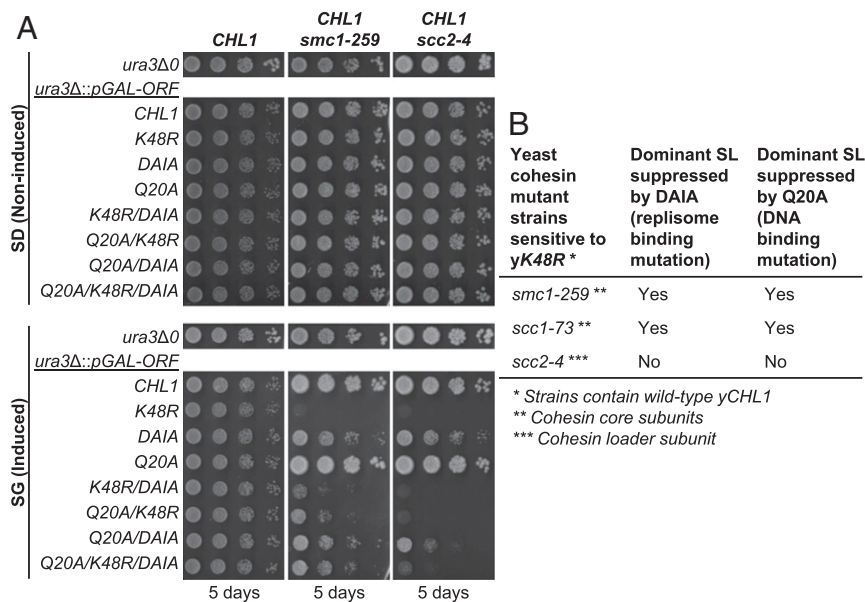 A
CHL1
CHL1
smc1-259
CHL1
scc2-4
SD (Non-induced)
ura3Δ0
ura3Δ::pGAL-ORF
CHL1
K48R
DAIA
Q20A
K48R/DAIA
Q20A/K48R
Q20A/DAIA
Q20A/K48R/DAIA
SG (Induced)
ura3Δ0
ura3Δ::pGAL-ORF
CHL1
K48R
DAIA
Q20A
K48R/DAIA
Q20A/K48R
Q20A/DAIA
Q20A/K48R/DAIA
5 days 5 days 5 days
B
Yeast
cohesin
mutant
strains
sensitive to
yK48R *
Dominant SL
suppressed
by DAIA
(replisome
binding
mutation)
Dominant SL
suppressed
by Q20A
(DNA
binding
mutation)
smc1-259 ** Yes Yes
scc1-73 ** Yes Yes
scc2-4 *** No No
* Strains contain wild-type yCHL1
** Cohesin core subunits
*** Cohesin loader subunit